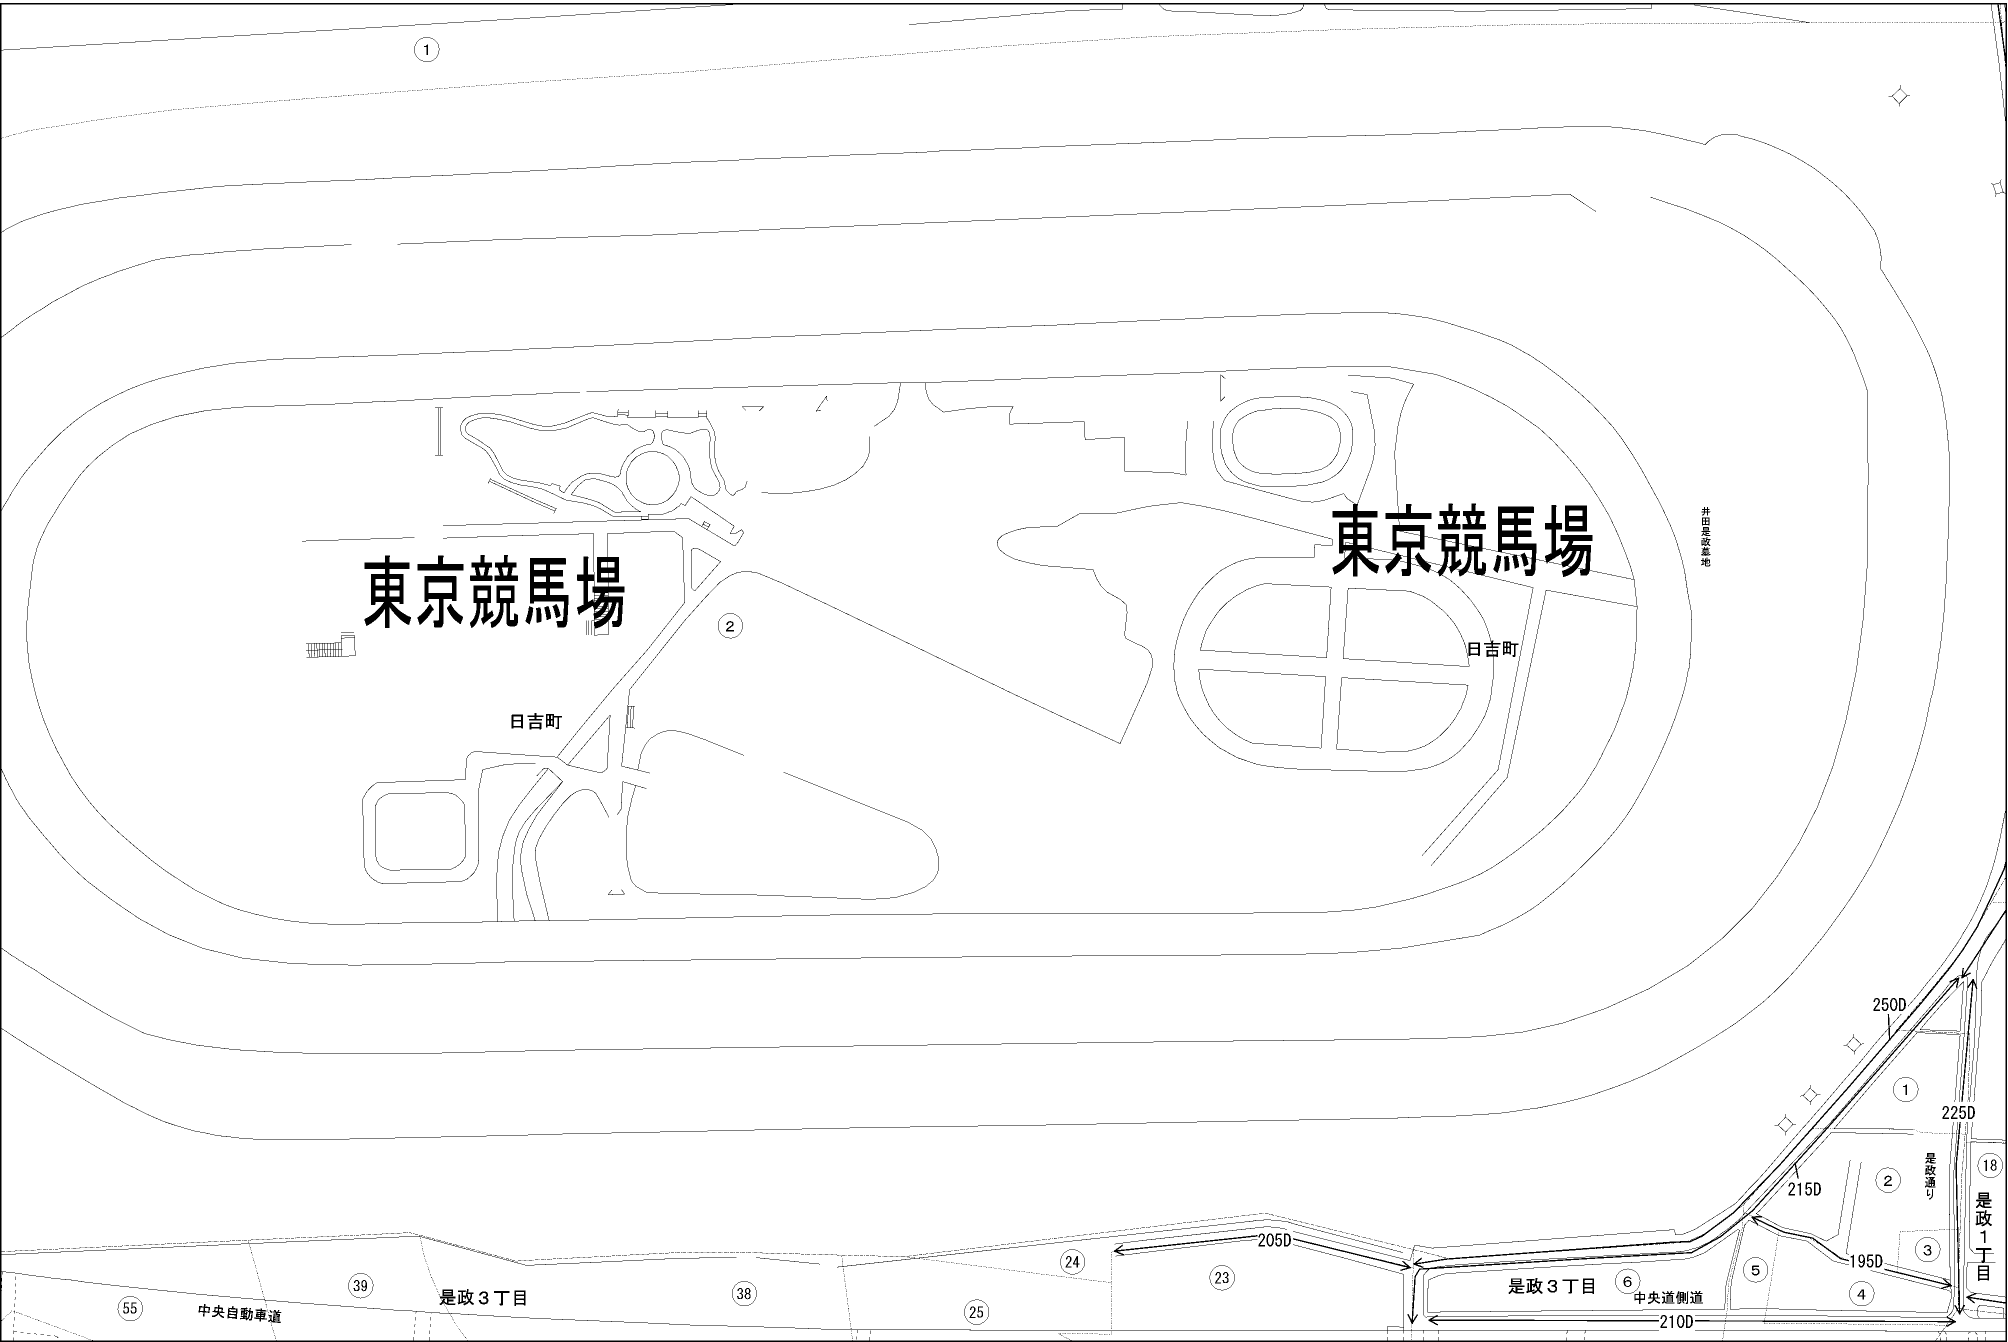 1
東京競馬場
井田是政墓地
東京競馬場
2
日吉町
日吉町
250D
1
225D
是政通り
18
2
215D
是政1丁目
205D
3
24
195D
5
23
39
6
是政３丁目
38
4
是政３丁目
中央道側道
55
中央自動車道
25
210D